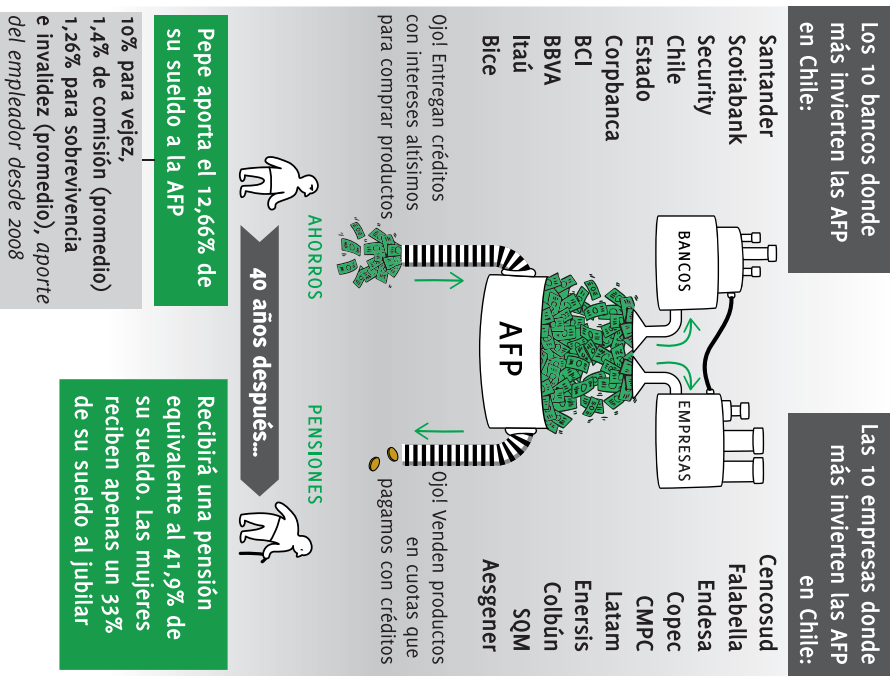 Los 10 bancos donde
más invierten las AFP
en Chile:
Santander
Scotiabank
Security
Chile
Estado
Corpbanca
BCI
BBVA
Itaú
Bice
Ojo! Entregan créditos
con intereses altísimos
para comprar productos
BANCOS
EMPRESAS
AFP
Las 10 empresas donde
más invierten las AFP
en Chile:
Cencosud
Falabella
Endesa
Copec
CMPC
Latam
Enersis
Colbún
SQM
Aesgener
Ojo! Venden productos
en cuotas que
pagamos con créditos
AHORROS
PENSIONES
40 años después...
Pepe aporta el 12,66% de
su sueldo a la AFP
10% para vejez,
1,4% de comisión (promedio)
1,26% para sobrevivencia
e invalidez (promedio), aporte
del empleador desde 2008
Recibirá una pensión
equivalente al 41,9% de
su sueldo. Las mujeres
reciben apenas un 33%
de su sueldo al jubilar